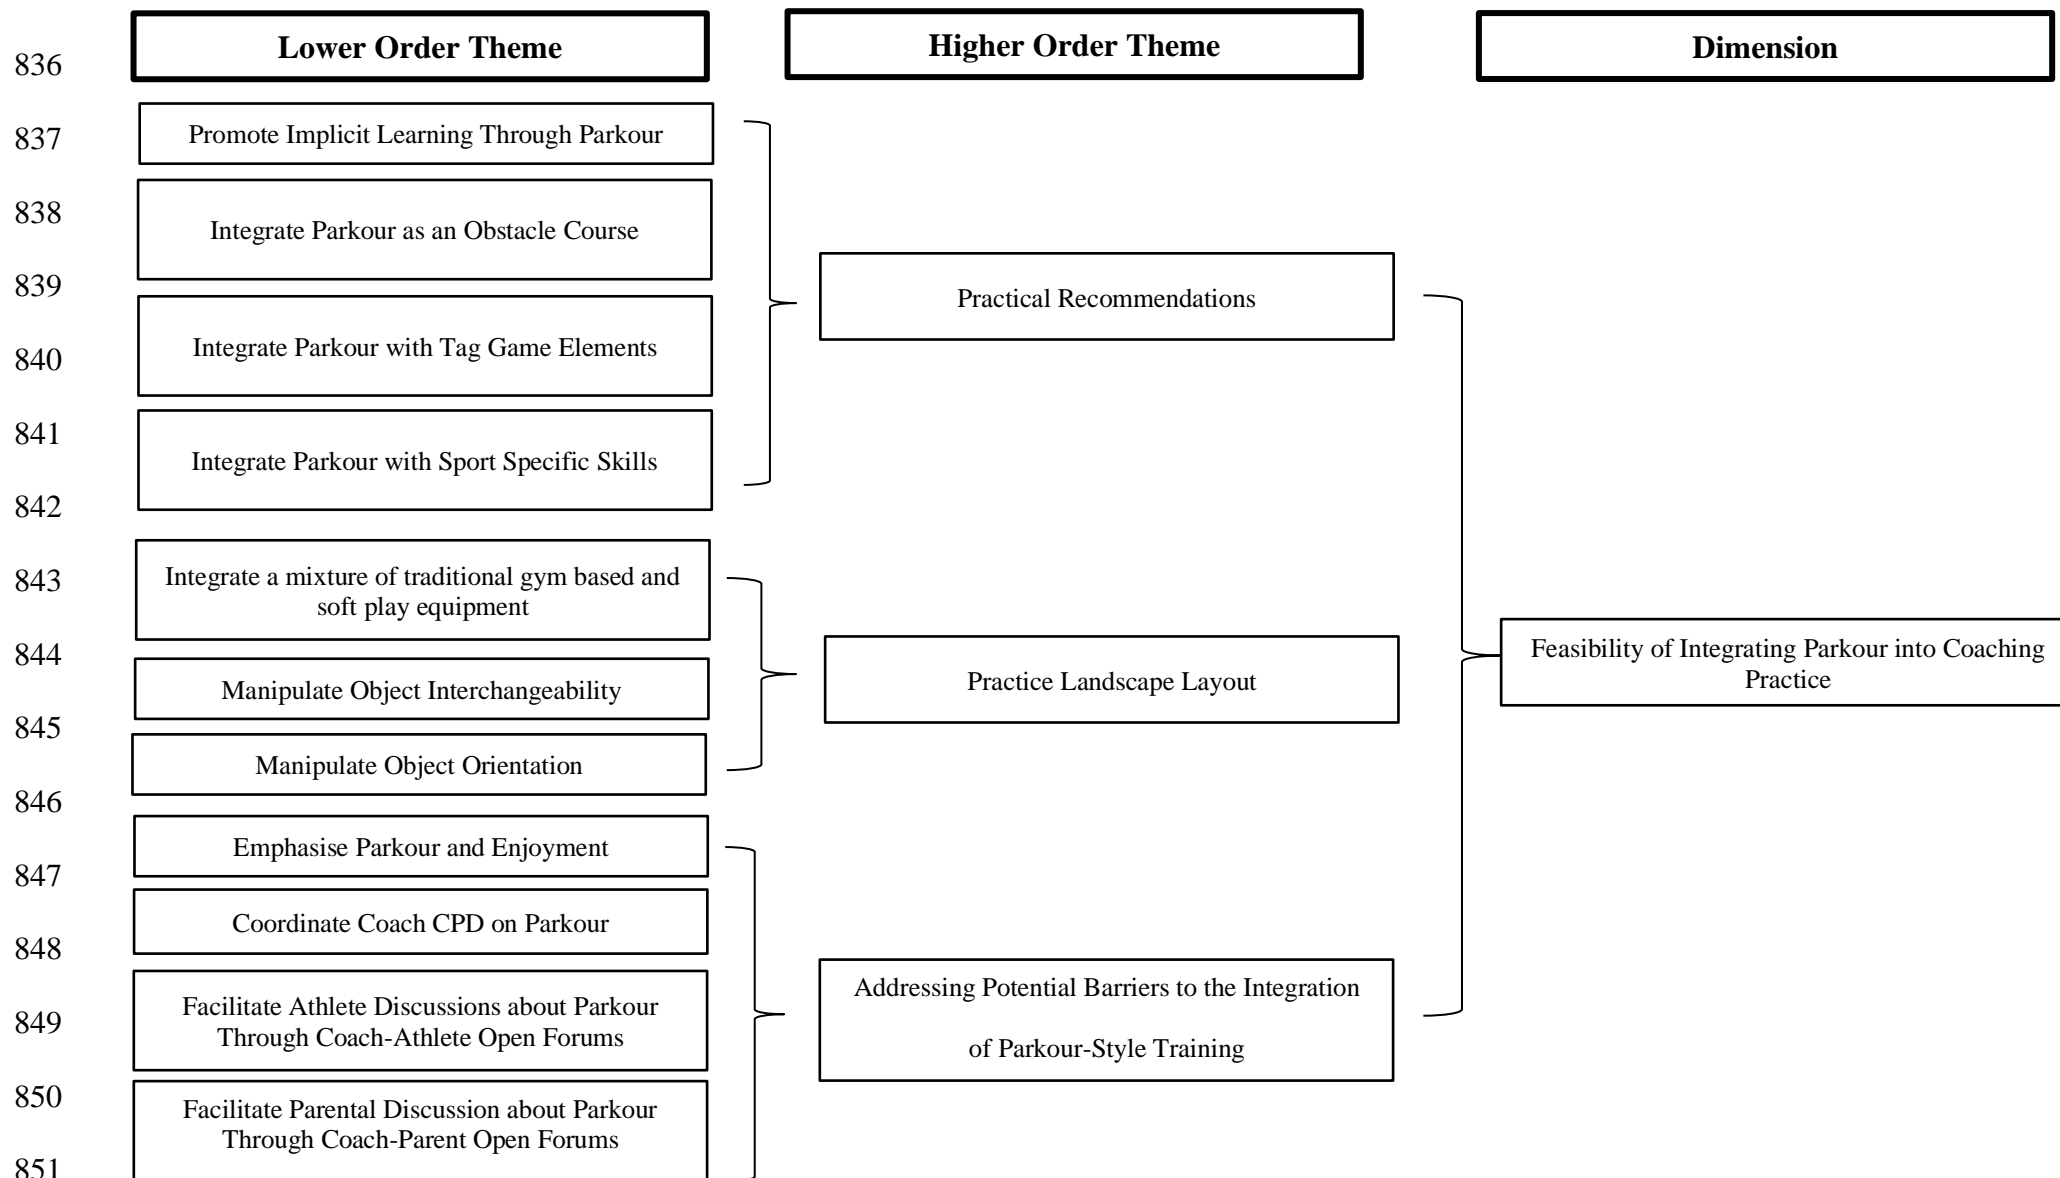 Lower Order Theme
Higher Order Theme
Dimension
836
837
Promote Implicit Learning Through Parkour
838
Integrate Parkour as an Obstacle Course
839
Practical Recommendations
840
Integrate Parkour with Tag Game Elements
841
Integrate Parkour with Sport Specific Skills
842
843
Integrate a mixture of traditional gym based and
soft play equipment
844
Manipulate Object Interchangeability
Practice Landscape Layout
Feasibility of Integrating Parkour into Coaching
Practice
845
Manipulate Object Orientation
846
Emphasise Parkour and Enjoyment
847
Coordinate Coach CPD on Parkour
848
849
Facilitate Athlete Discussions about Parkour
Through Coach-Athlete Open Forums
Addressing Potential Barriers to the Integration
of Parkour-Style Training
850
Facilitate Parental Discussion about Parkour
Through Coach-Parent Open Forums
851